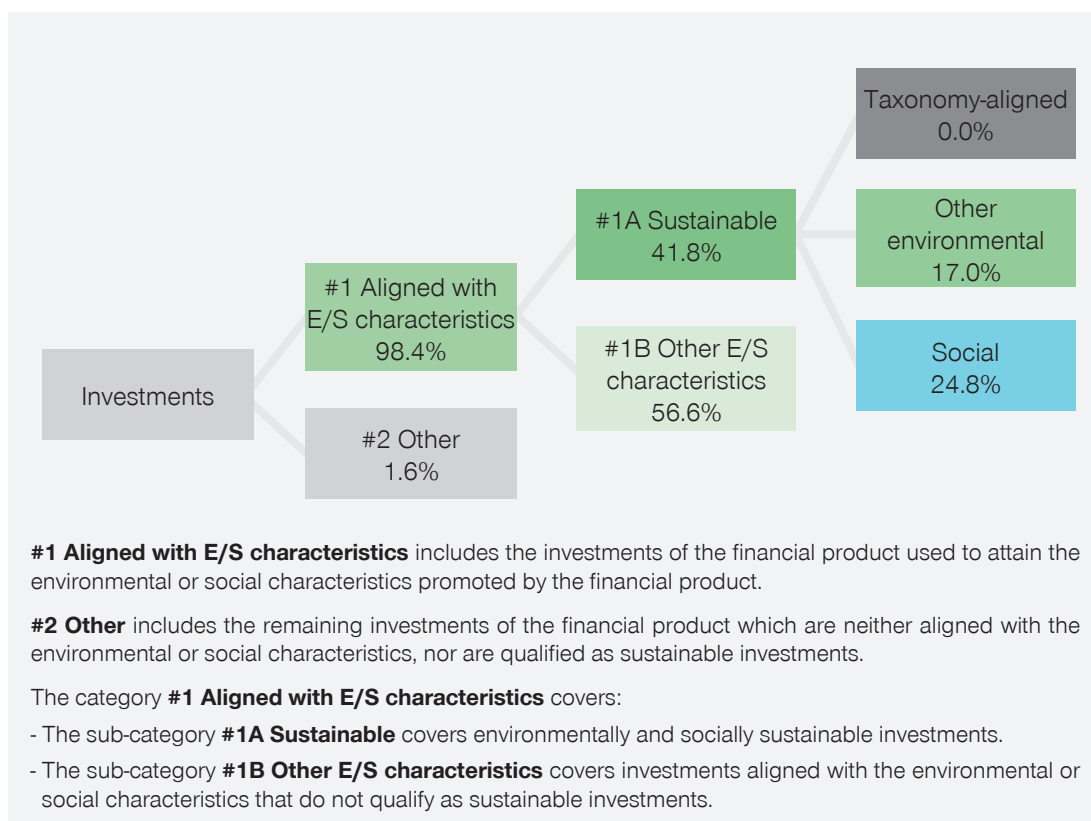 Taxonomy-aligned
0.0%
#1A Sustainable
41.8%
Other
environmental
17.0%
#1 Aligned with
E/S characteristics
98.4%
#1B Other E/S
characteristics
56.6%
Social
24.8%
Investments
#2 Other
1.6%
#1 Aligned with E/S characteristics includes the investments of the financial product used to attain the
environmental or social characteristics promoted by the financial product.
#2 Other includes the remaining investments of the financial product which are neither aligned with the
environmental or social characteristics, nor are qualified as sustainable investments.
The category #1 Aligned with E/S characteristics covers:
- The sub-category #1A Sustainable covers environmentally and socially sustainable investments.
- The sub-category #1B Other E/S characteristics covers investments aligned with the environmental or
social characteristics that do not qualify as sustainable investments.